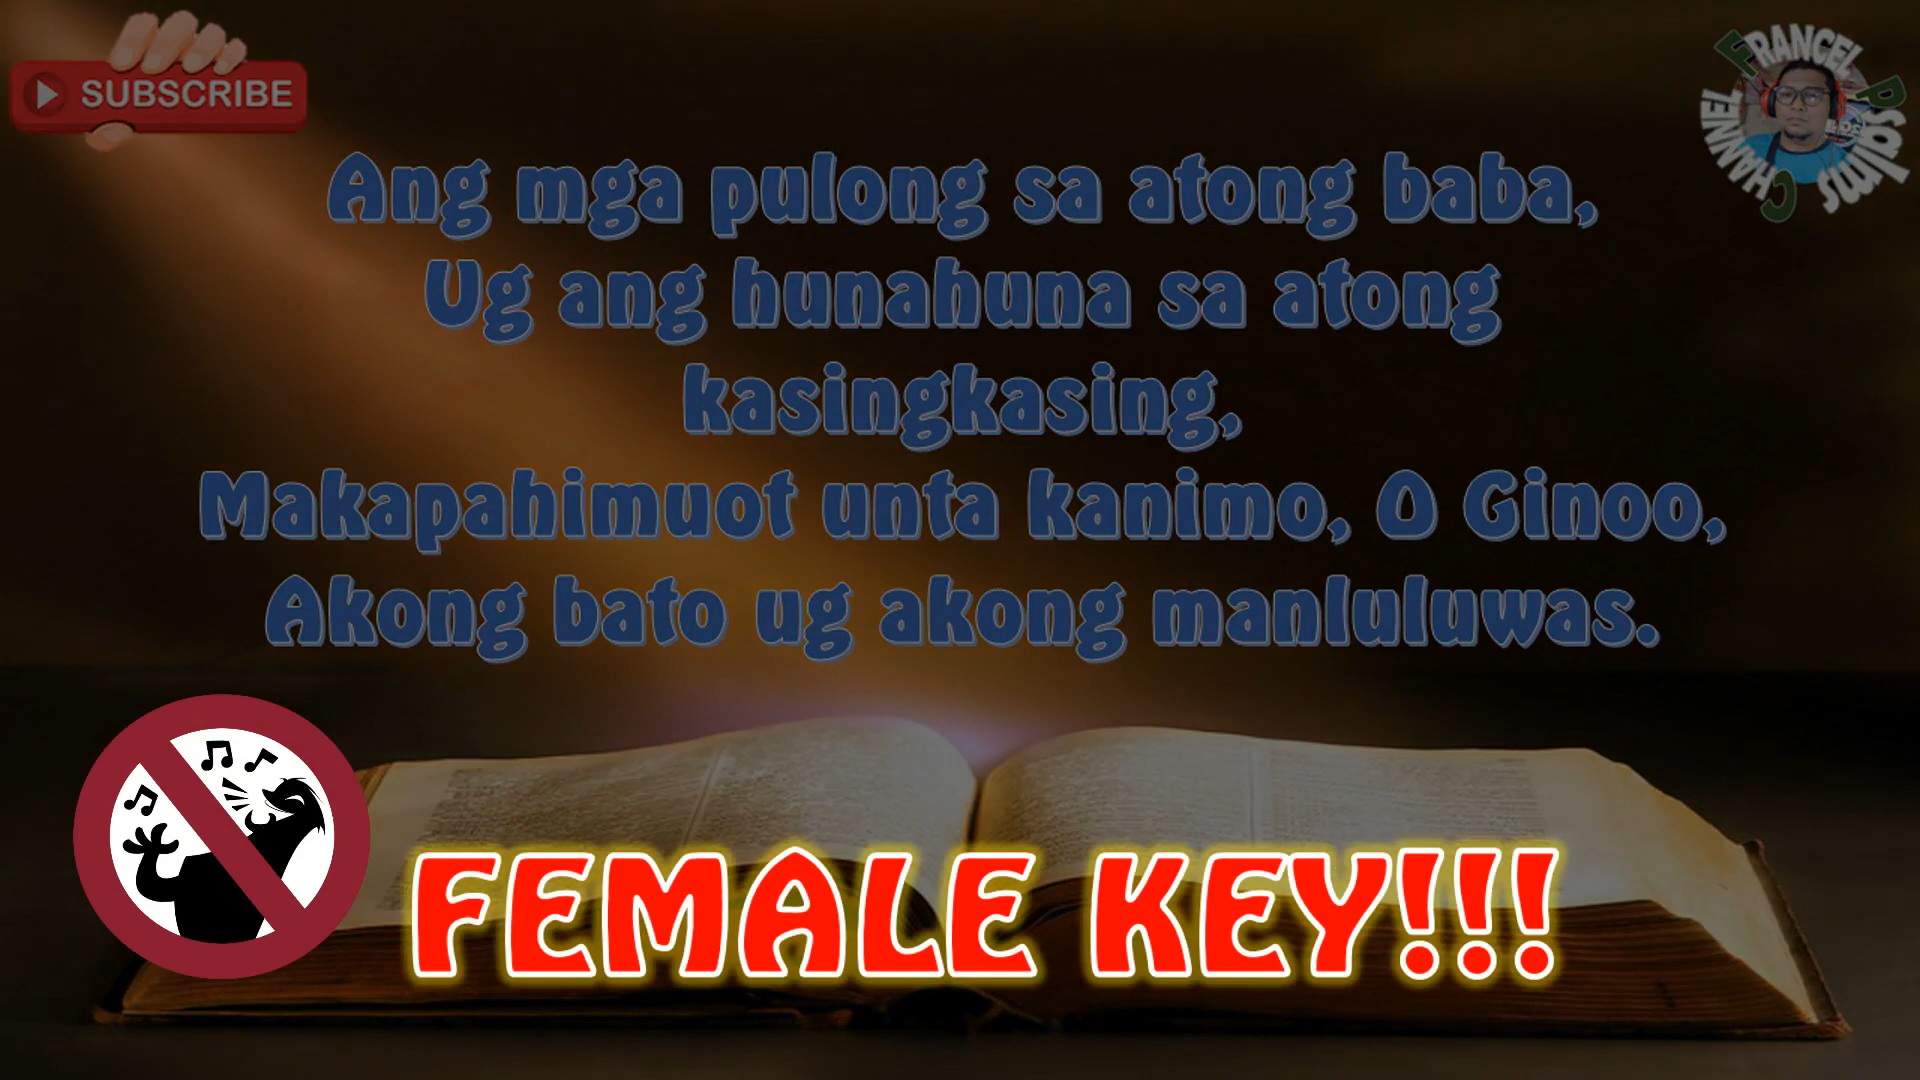 SUBSCRIBE
FRANCEL PSOLMS CHANNEL
Ang mga pulong sa atong baba,
Ug ang hunahuna sa atong
kasingkasing,
Makapahimuot unta kanimo, O Ginoo,
Akong bato ug akong manluluwas.
FEMALE KEY!!!